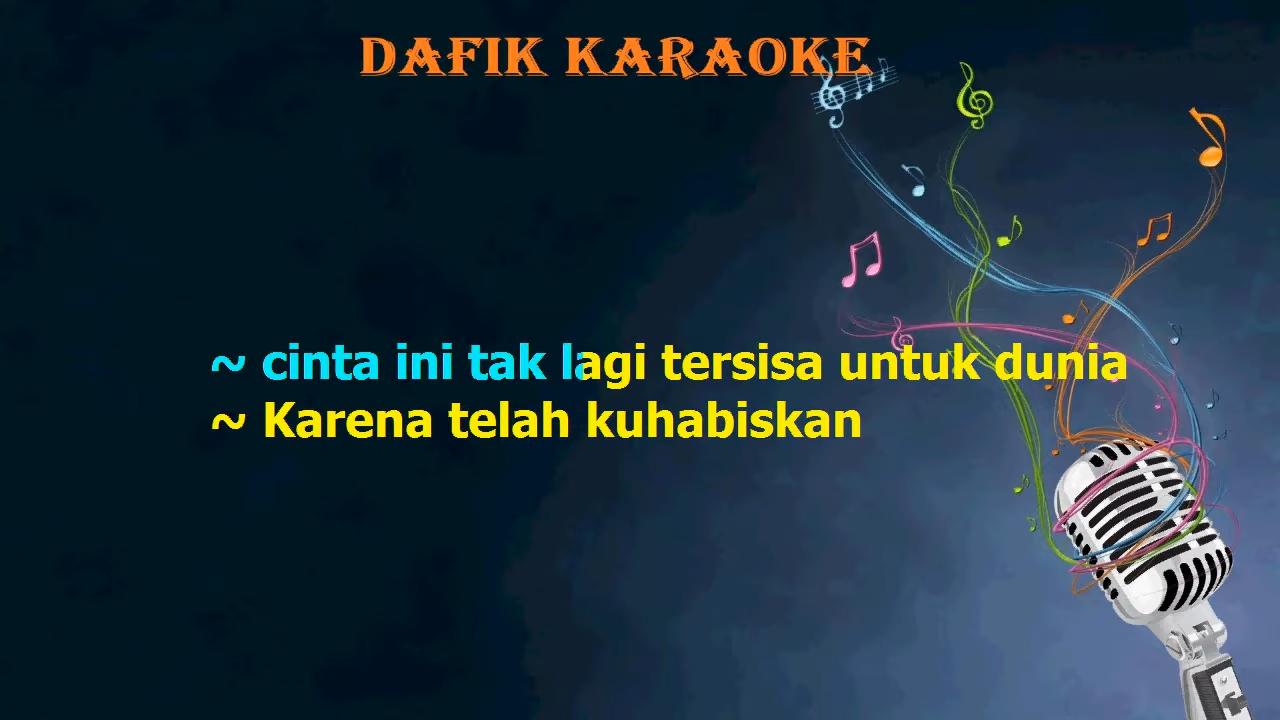 DAFIK KARAOKE
~ cinta ini tak lagi tersisa untuk dunia
~ Karena telah kuhabiskan